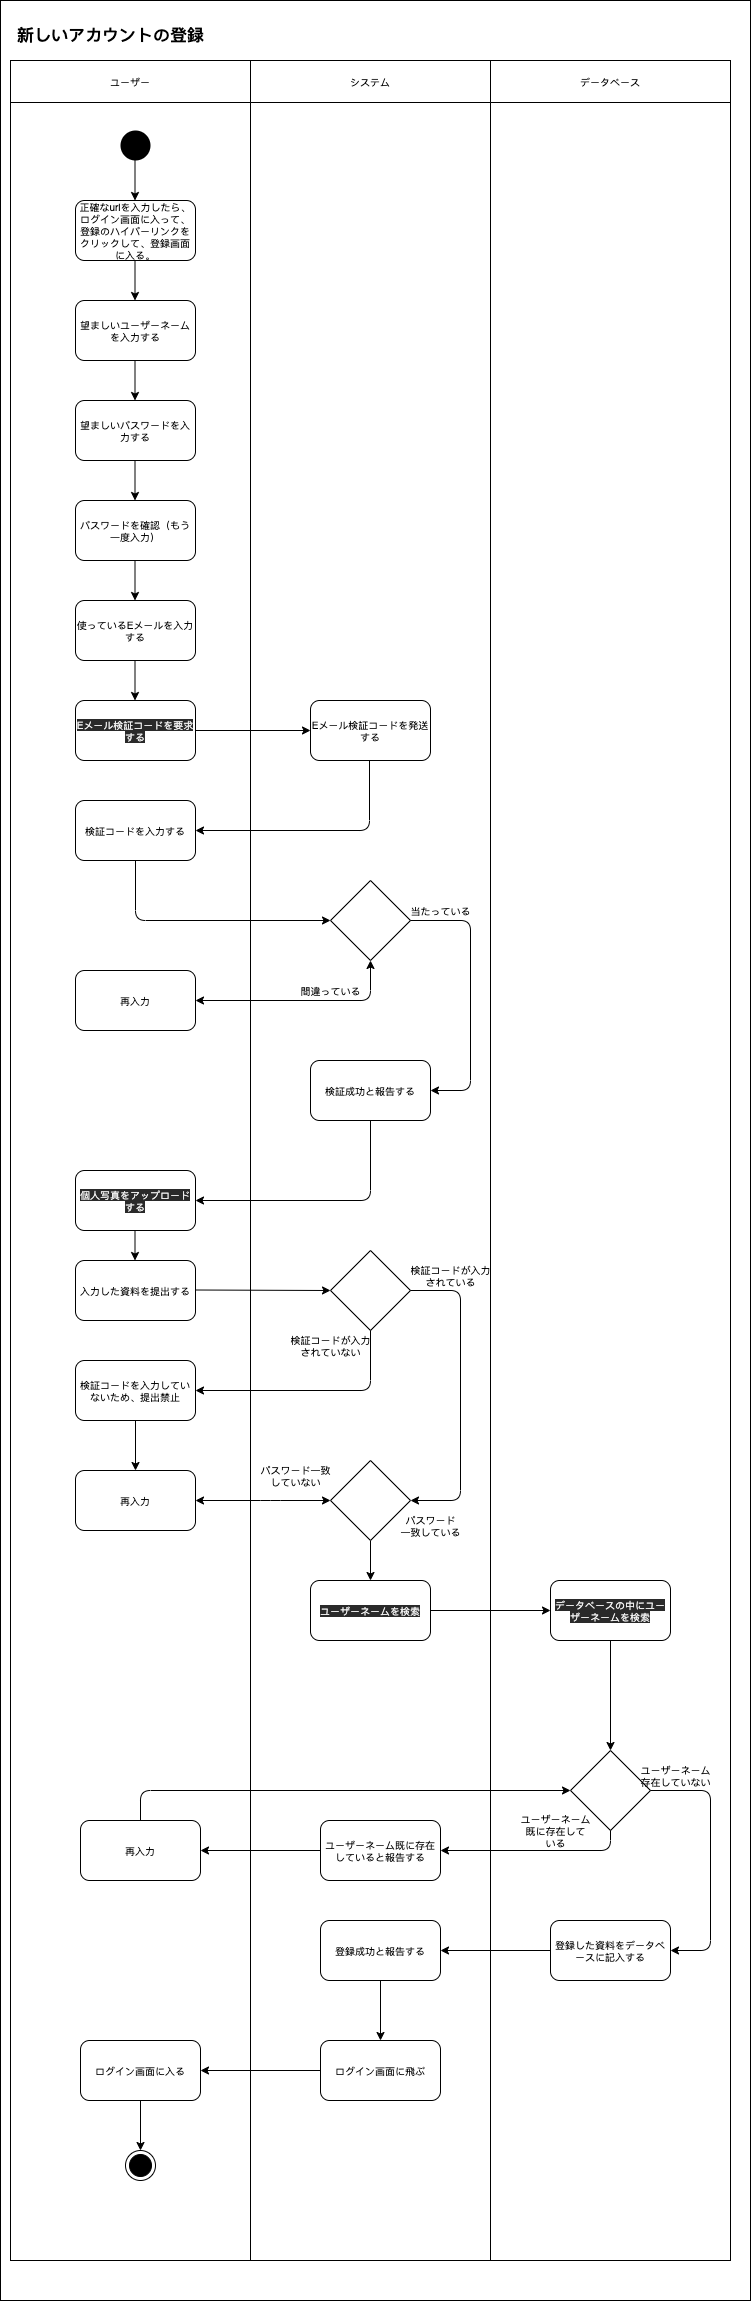 新しいアカウントの登録
ユーザー
システム
データベース
正確なurlを入力したら、
ログイン画面に入って、
登録のハイパーリンクを
クリックして、登録画面
に入る。
望ましいユーザーネーム
を入力する
望ましいパスワードを入
力する
パスワードを確認（もう
一度入力）
使っているEメールを入力
する
Eメール検証コードを要求
する
Eメール検証コードを発送
する
検証コードを入力する
当たっている
間違っている
再入力
検証成功と報告する
個人写真をアップロード
する
入力した資料を提出する
検証コードが入力
されている
検証コードが入力
されていない
検証コードを入力してい
ないため、提出禁止
パスワード一致
していない
再入力
パスワード
一致している
ユーザーネームを検索
データベースの中にユー
ザーネームを検索
ユーザーネーム
存在していない
ユーザーネーム
既に存在して
いる
ユーザーネーム既に存在
していると報告する
再入力
登録した資料をデータベ
ースに記入する
登録成功と報告する
ログイン画面に飛ぶ
ログイン画面に入る